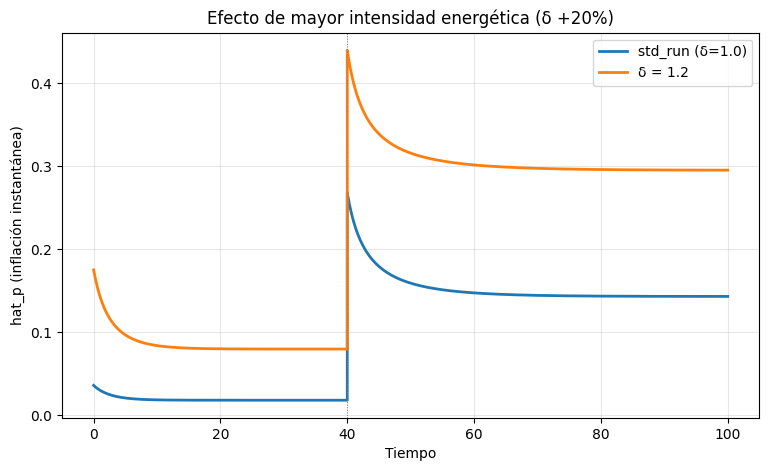 Efecto de mayor intensidad energética (δ +20%)
std_run (δ=1.0)
δ = 1.2
hat_p (inflación instantánea)
0.4
0.3
0.2
0.1
0.0
0
20
40
60
80
100
Tiempo